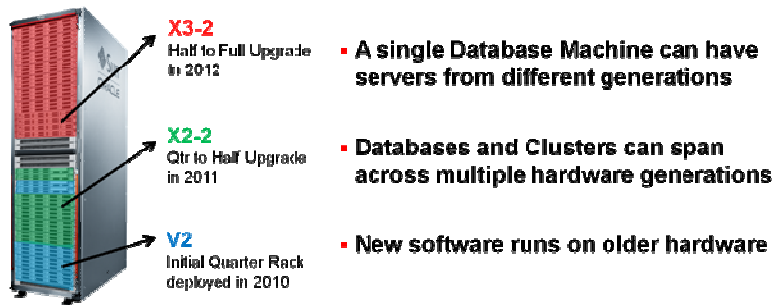 X3-2
Half to Full Upgrade
in 2012
X2-2
Qtr to Half Upgrade
in 2011
V2
Initial Quarter Rack
deployed in 2010
▪ A single Database Machine can have
servers from different generations
▪ Databases and Clusters can span
across multiple hardware generations
▪ New software runs on older hardware